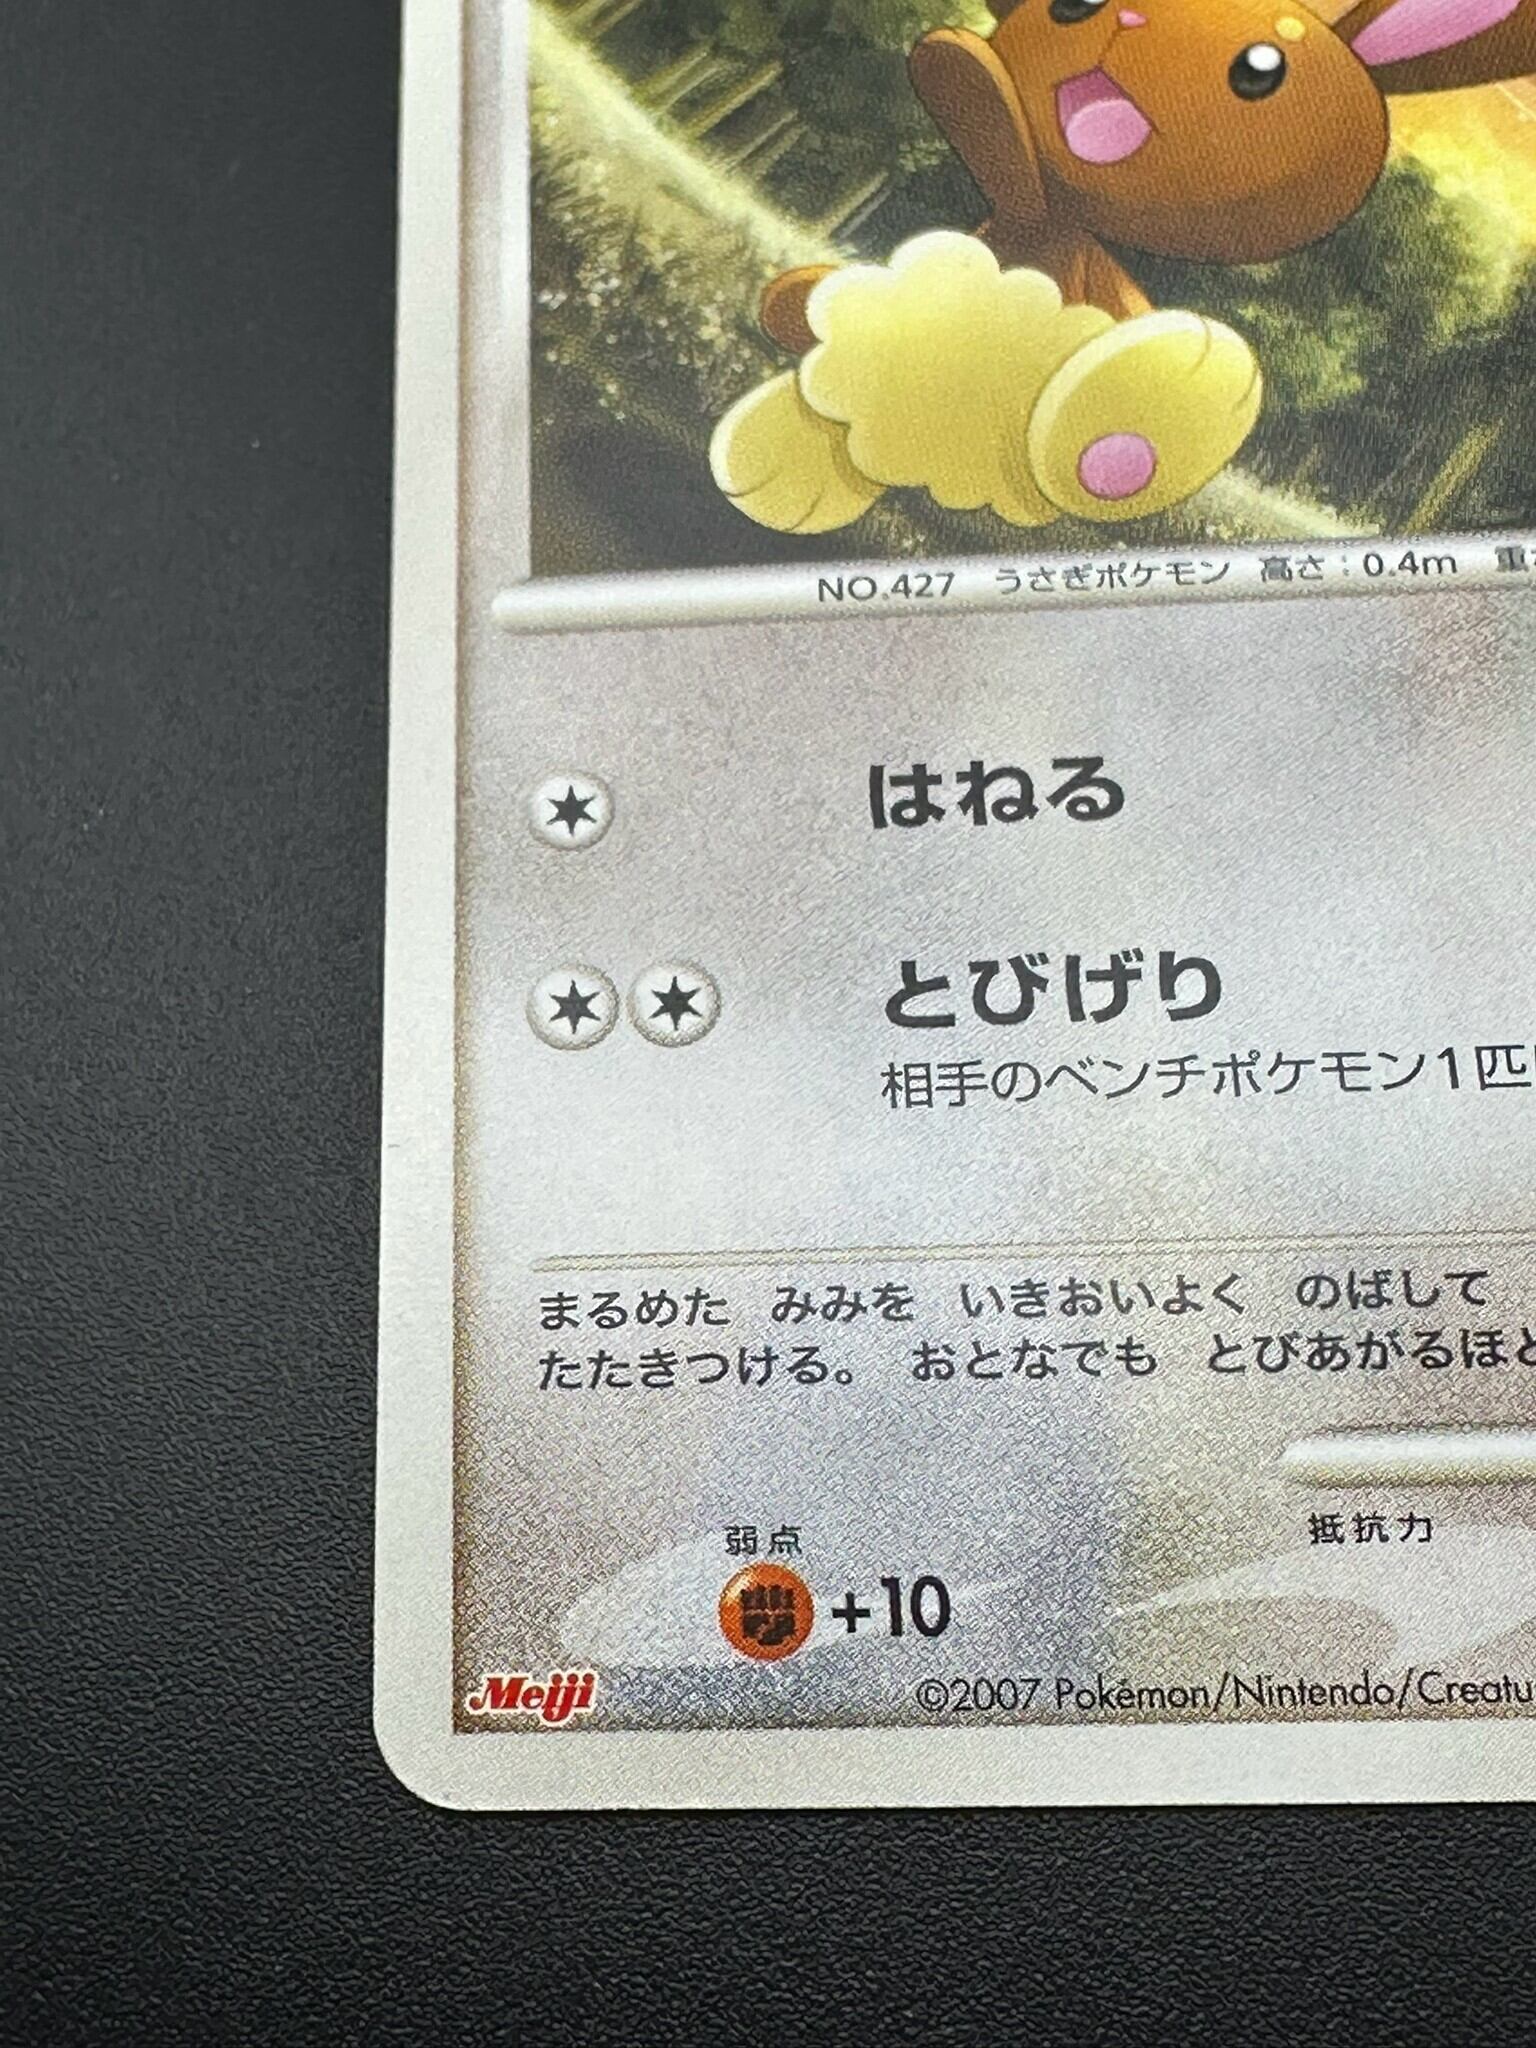 NO.427 うさぎポケモン 高さ:0.4m 重
はねる
とびげり
相手のベンチポケモン1匹
まるめた みみを いきおいよく のばして
たたきつける。 おとなでも とびあがるほど
弱点
抵抗力
+10
Meiji
©2007 Pokémon/Nintendo/Creatu